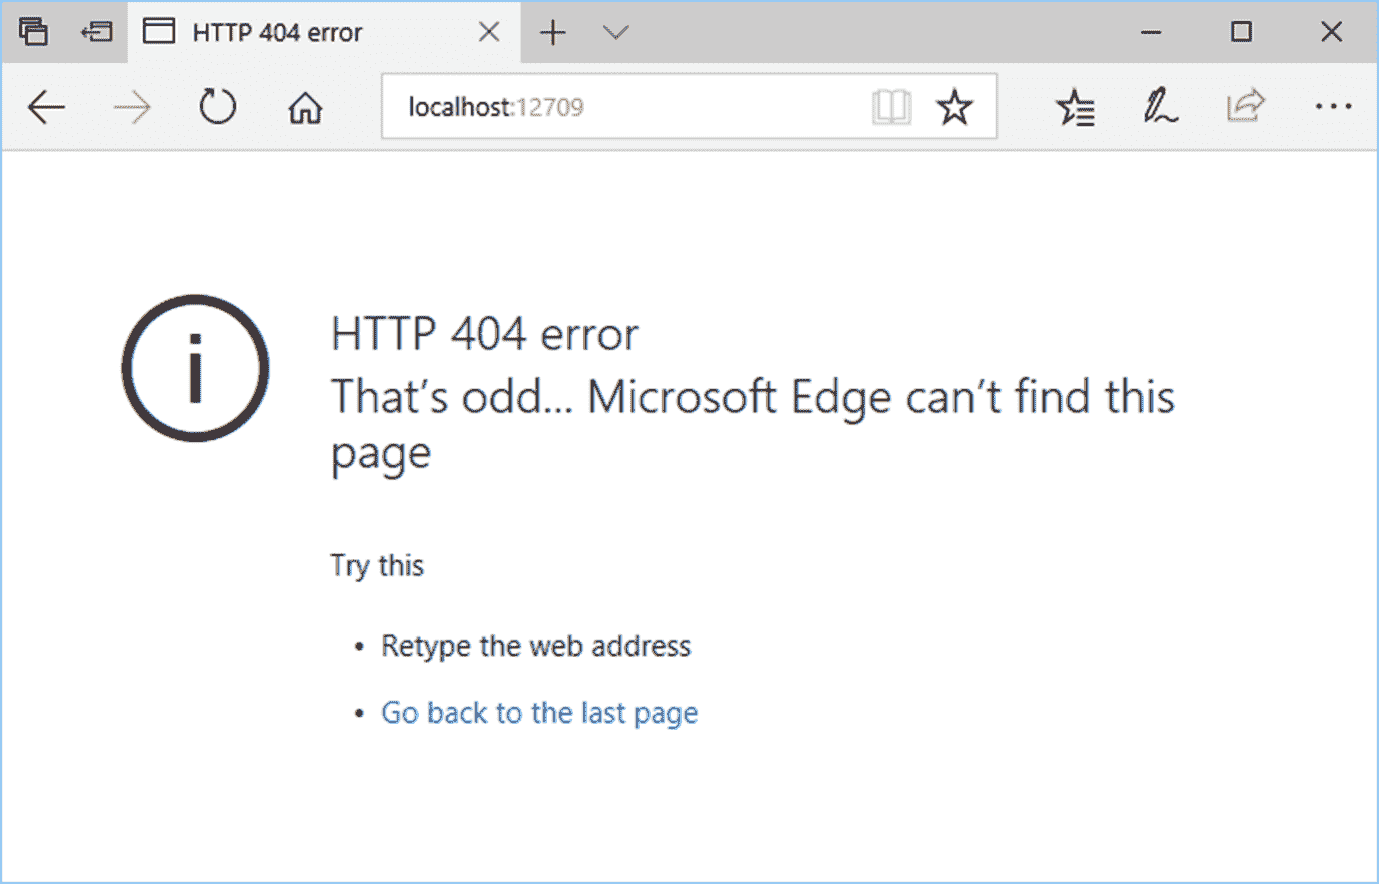 HTTP 404 error
localhost:12709
HTTP 404 error
That's odd... Microsoft Edge can't find this
page
Try this
• Retype the web address
• Go back to the last page